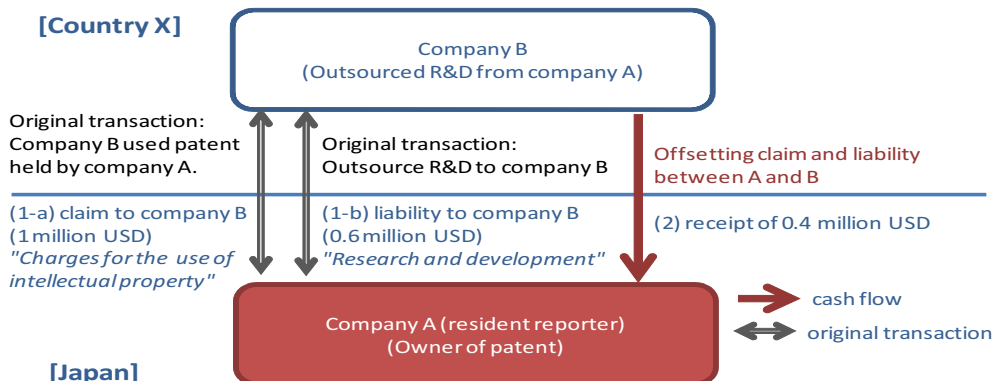 [Country X]
Company B
(Outsourced R&D from company A)
Original transaction:
Company B used patent
held by company A.
Original transaction:
Outsource R&D to company B
Offsetting claim and liability
between A and B
(1-a) claim to company B
(1 million USD)
"Charges for the use of
intellectual property"
(1-b) liability to company B
(0.6 million USD)
"Research and development"
(2) receipt of 0.4 million USD
Company A (resident reporter)
(Owner of patent)
cash flow
original transaction
[Japan]